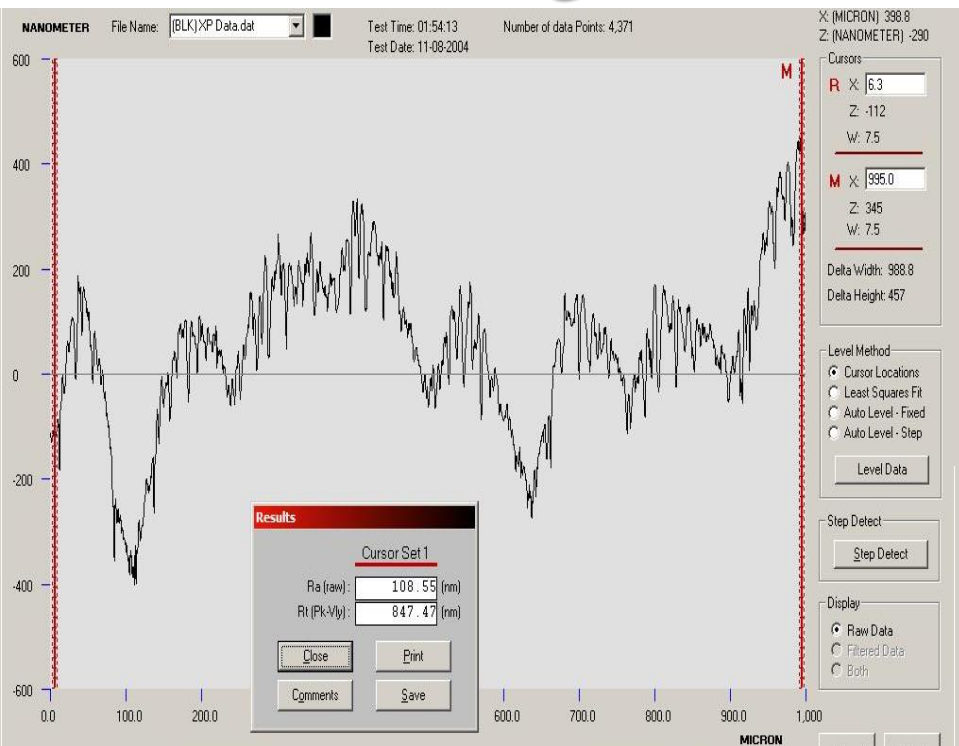 NANOMETER File Name: (BLK) XP Data.dat Test Time: 01:54:13 Number of data Points: 4,371 X: (MICRON) 398.8
Test Date: 11-08-2004 Z: (NANOMETER) -290
600
400
200
0
-200
-400
-600
0.0 100.0 200.0 600.0 700.0 800.0 900.0 1,000
MICRON
M
Results
Cursor Set 1
Ra (raw) : 108.55 (nm)
Rt (Pk-Vly) : 847.47 (nm)
Close Print
Comments Save
Cursors
R X: 6.3
Z: -112
W: 7.5
M X: 995.0
Z: 345
W: 7.5
Delta Width: 988.8
Delta Height: 457
Level Method
Cursor Locations
Least Squares Fit
Auto Level - Fixed
Auto Level - Step
Level Data
Step Detect
Step Detect
Display
Raw Data
Filtered Data
Both